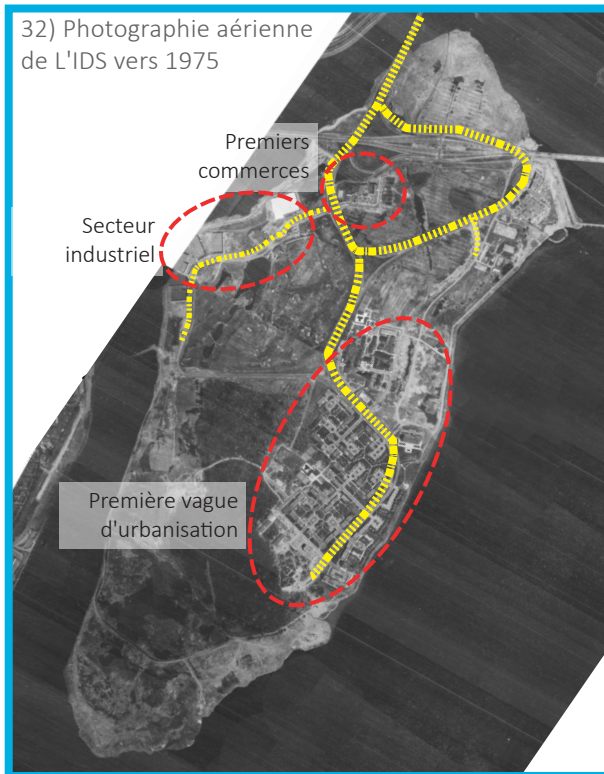 32) Photographie aérienne
de L'IDS vers 1975
Premiers
commerces
Secteur
industriel
Première vague
d'urbanisation